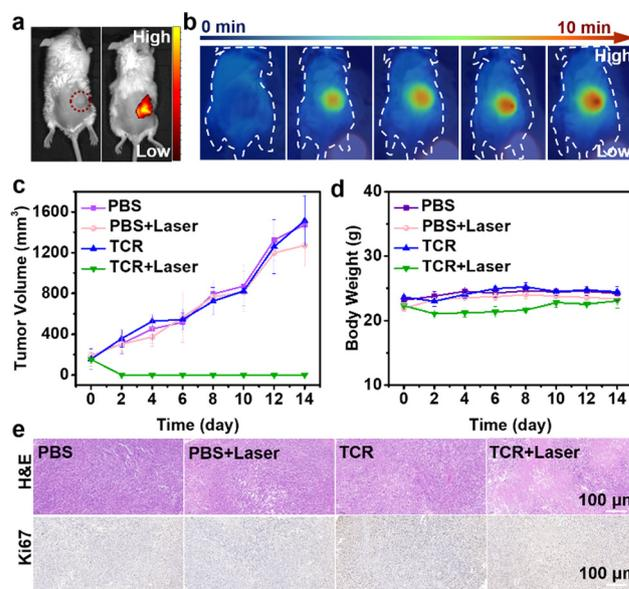 a
High
Low
b
0 min
10 min
High
Low
c
PBS
PBS+Laser
TCR
TCR+Laser
Tumor Volume (mm³)
1600
1200
800
400
0
0 2 4 6 8 10 12 14
Time (day)
d
PBS
PBS+Laser
TCR
TCR+Laser
Body Weight (g)
40
30
20
10
0 2 4 6 8 10 12 14
Time (day)
e
H&E
PBS
PBS+Laser
TCR
TCR+Laser
100 μm
Ki67
100 μm